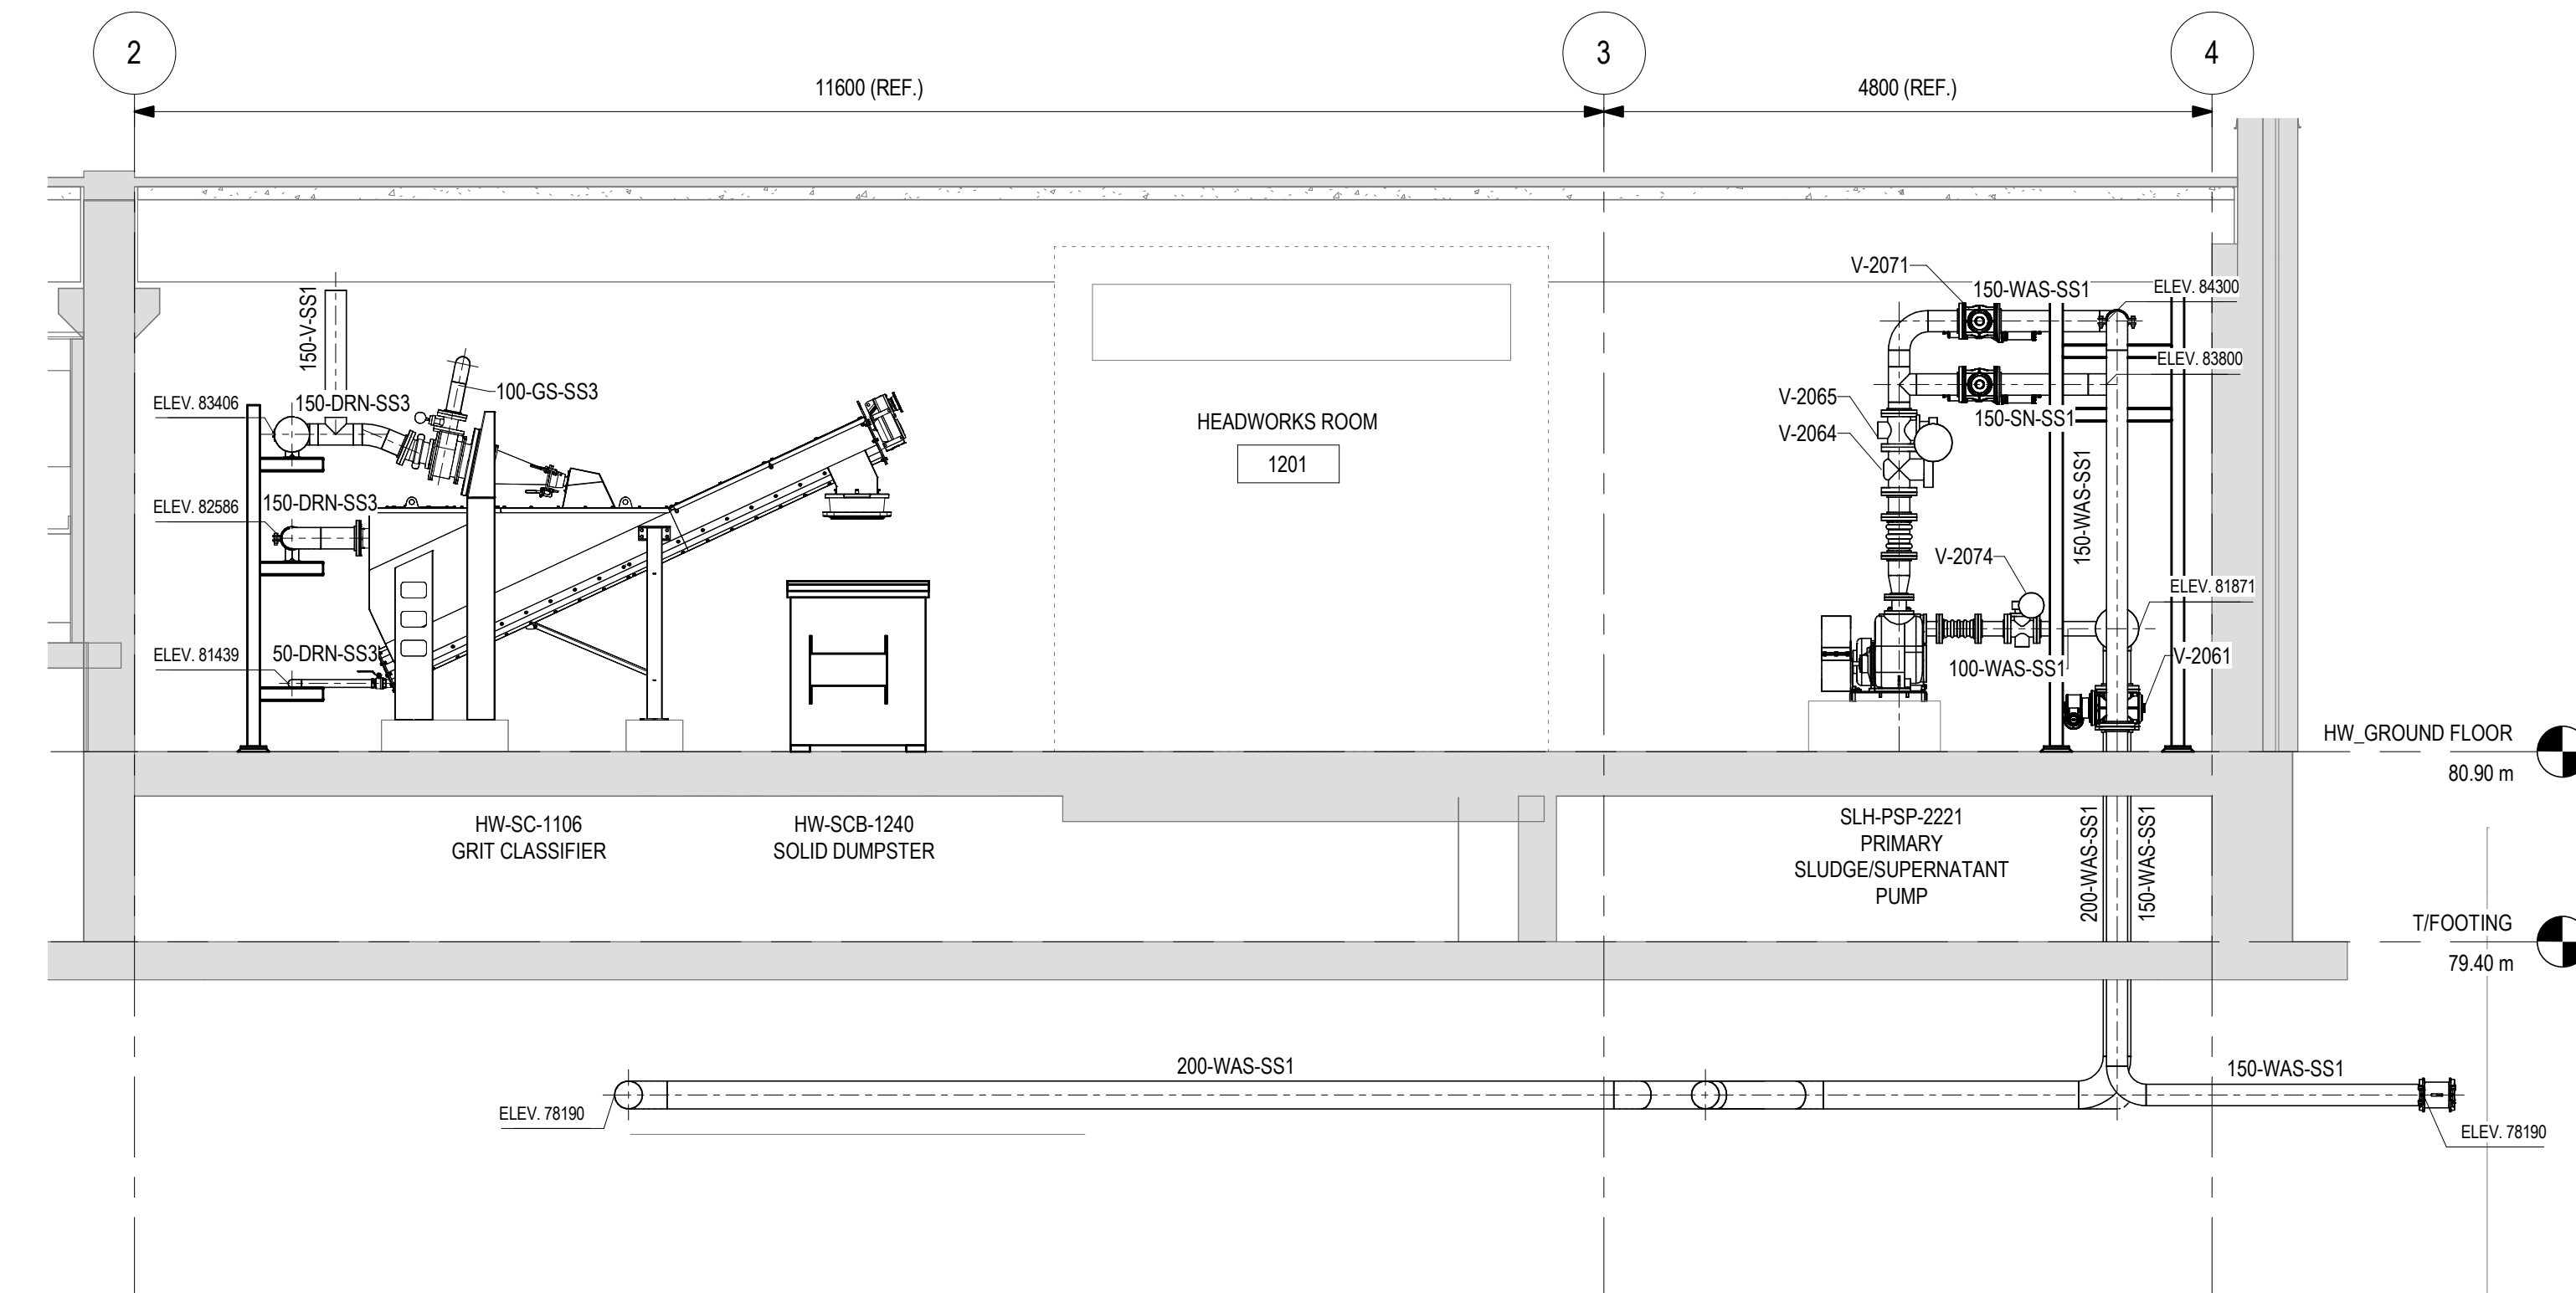 2
3
4
11600 (REF.)
4800 (REF.)
V-2071
150-WAS-SS1
ELEV. 84300
150-V-SS1
ELEV. 83800
100-GS-SS3
ELEV. 83406
150-DRN-SS3
V-2065
150-SN-SS1
HEADWORKS ROOM
V-2064
1201
150-WAS-SS1
ELEV. 82586
150-DRN-SS3
V-2074
ELEV. 81871
ELEV. 81439
50-DRN-SS3
100-WAS-SS1
V-2061
HW_GROUND FLOOR
80.90 m
HW-SC-1106
GRIT CLASSIFIER
HW-SCB-1240
SOLID DUMPSTER
SLH-PSP-2221
PRIMARY
SLUDGE/SUPERNATANT
PUMP
200-WAS-SS1
150-WAS-SS1
T/FOOTING
79.40 m
200-WAS-SS1
150-WAS-SS1
ELEV. 78190
ELEV. 78190